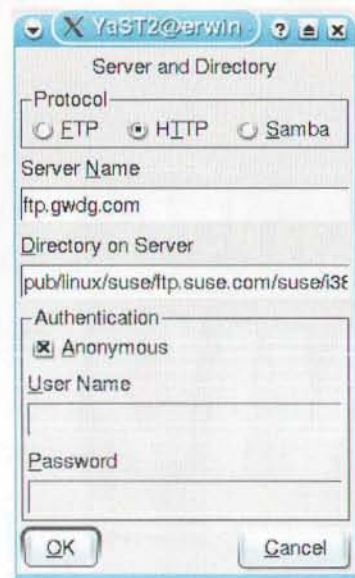 YaST2@erwin
Server and Directory
Protocol
FTP HTTP Samba
Server Name
ftp.gwdg.com
Directory on Server
pub/linux/suse/ftp.suse.com/suse/i38
Authentication
Anonymous
User Name
Password
OK Cancel